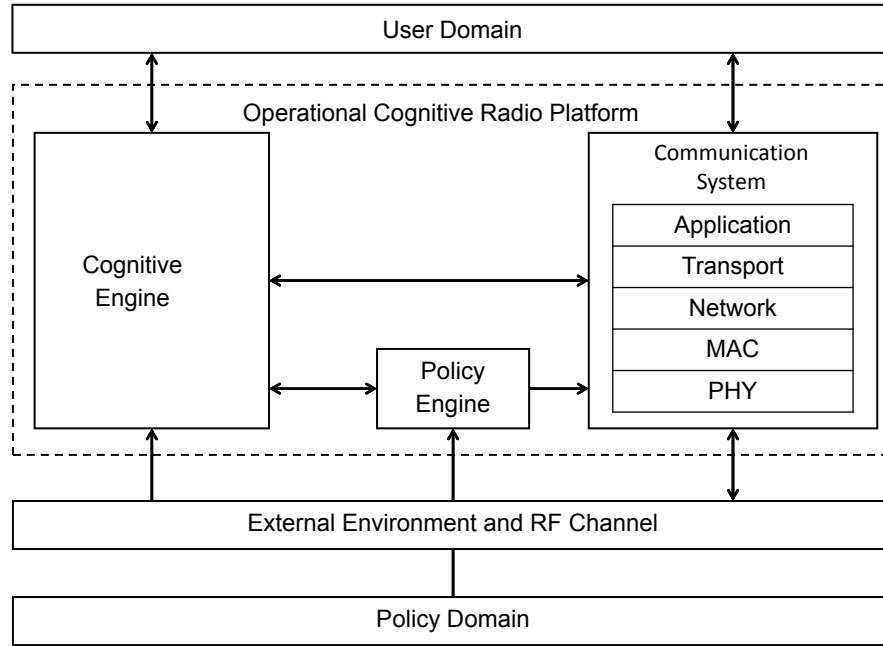 User Domain
Operational Cognitive Radio Platform
Cognitive
Engine
Policy
Engine
Communication
System
Application
Transport
Network
MAC
PHY
External Environment and RF Channel
Policy Domain